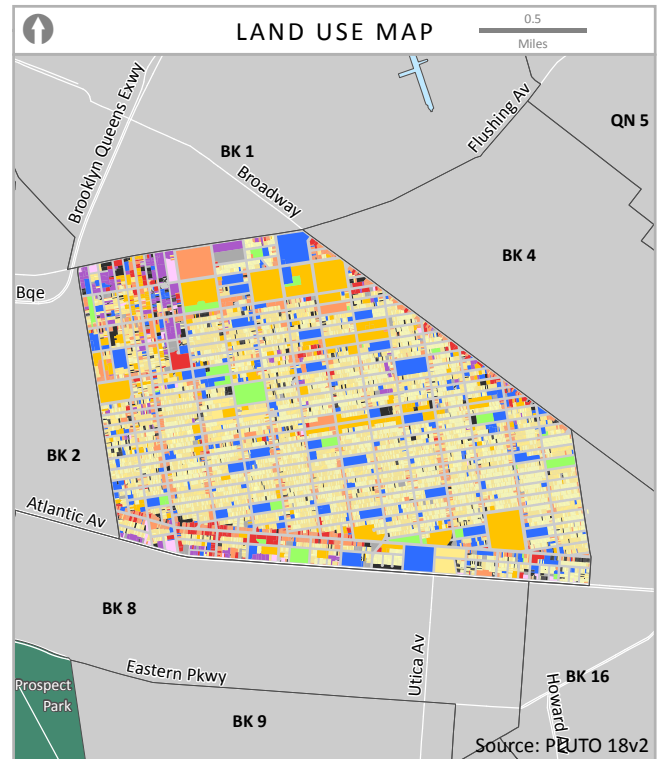 LAND USE MAP
0.5
Miles
Brooklyn Queens Exwy
Flushing Av
QN 5
BK 1
Broadway
BK 4
Bqe
BK 2
Atlantic Av
BK 8
Utica Av
Eastern Pkwy
BK 16
Prospect
Park
Howard Av
BK 9
Source: PLUTO 18v2